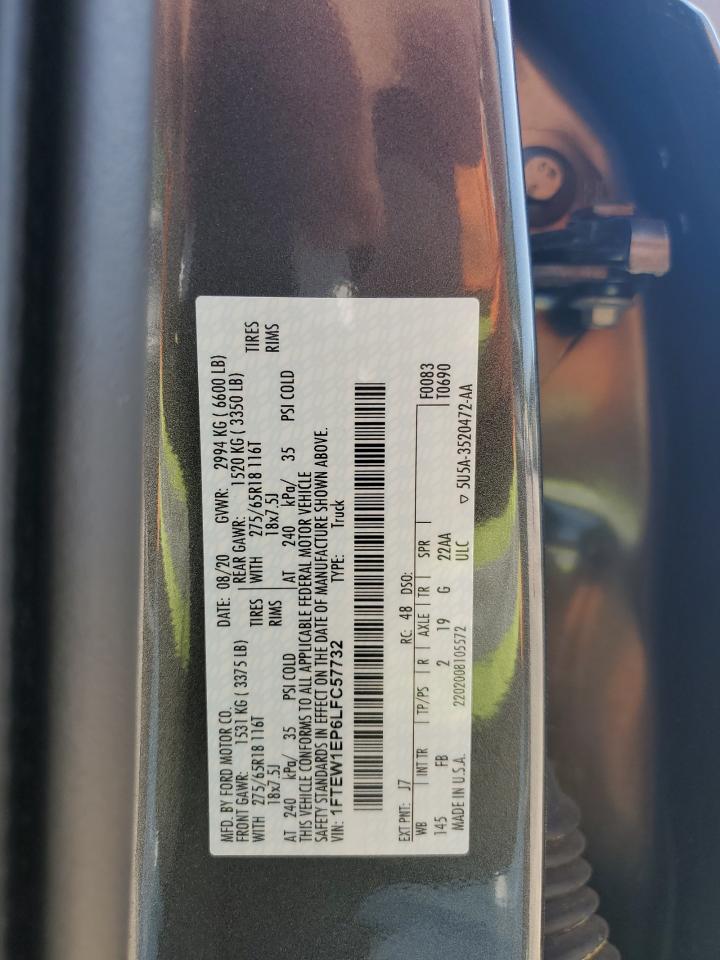 MFD. BY FORD MOTOR CO. DATE: 08/20 GVWR: 2994 KG ( 6600 LB)
FRONT GAWR: 1531 KG ( 3375 LB) REAR GAWR: 1520 KG ( 3350 LB)
WITH 275/65R18 116T TIRES WITH 275/65R18 116T TIRES
18x7.5J RIMS 18x7.5J RIMS
AT 240 kPa/ 35 PSI COLD AT 240 kPa/ 35 PSI COLD
THIS VEHICLE CONFORMS TO ALL APPLICABLE FEDERAL MOTOR VEHICLE
SAFETY STANDARDS IN EFFECT ON THE DATE OF MANUFACTURE SHOWN ABOVE.
VIN: 1FTEW1EP6LFC57732 TYPE: Truck
F0083
EXT PNT: J7 RC: 48 DSO: T0690
WB INT TR TP/PS R AXLE TR SPR
145 FB 2 19 G 22AA
MADE IN U.S.A. 2202008105572 ULC ▽ 5U5A-3520472-AA